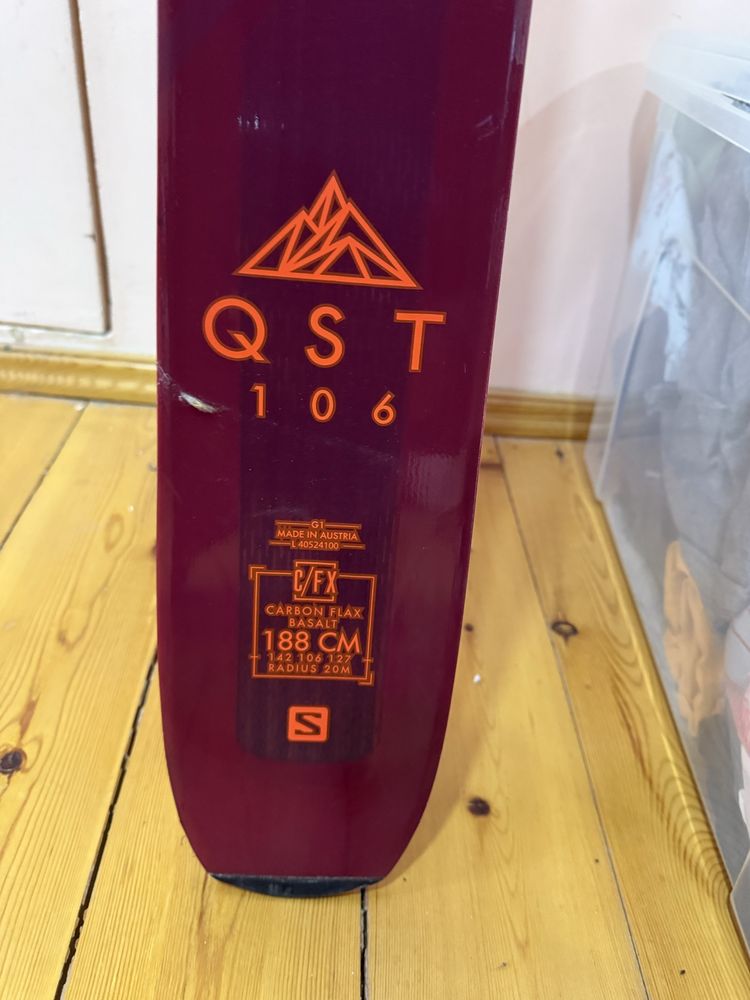 QST
106
G1
MADE IN AUSTRIA
L 40524100
C/FX
CARBON FLAX
BASALT
188 CM
142 106 127
RADIUS 20M
S